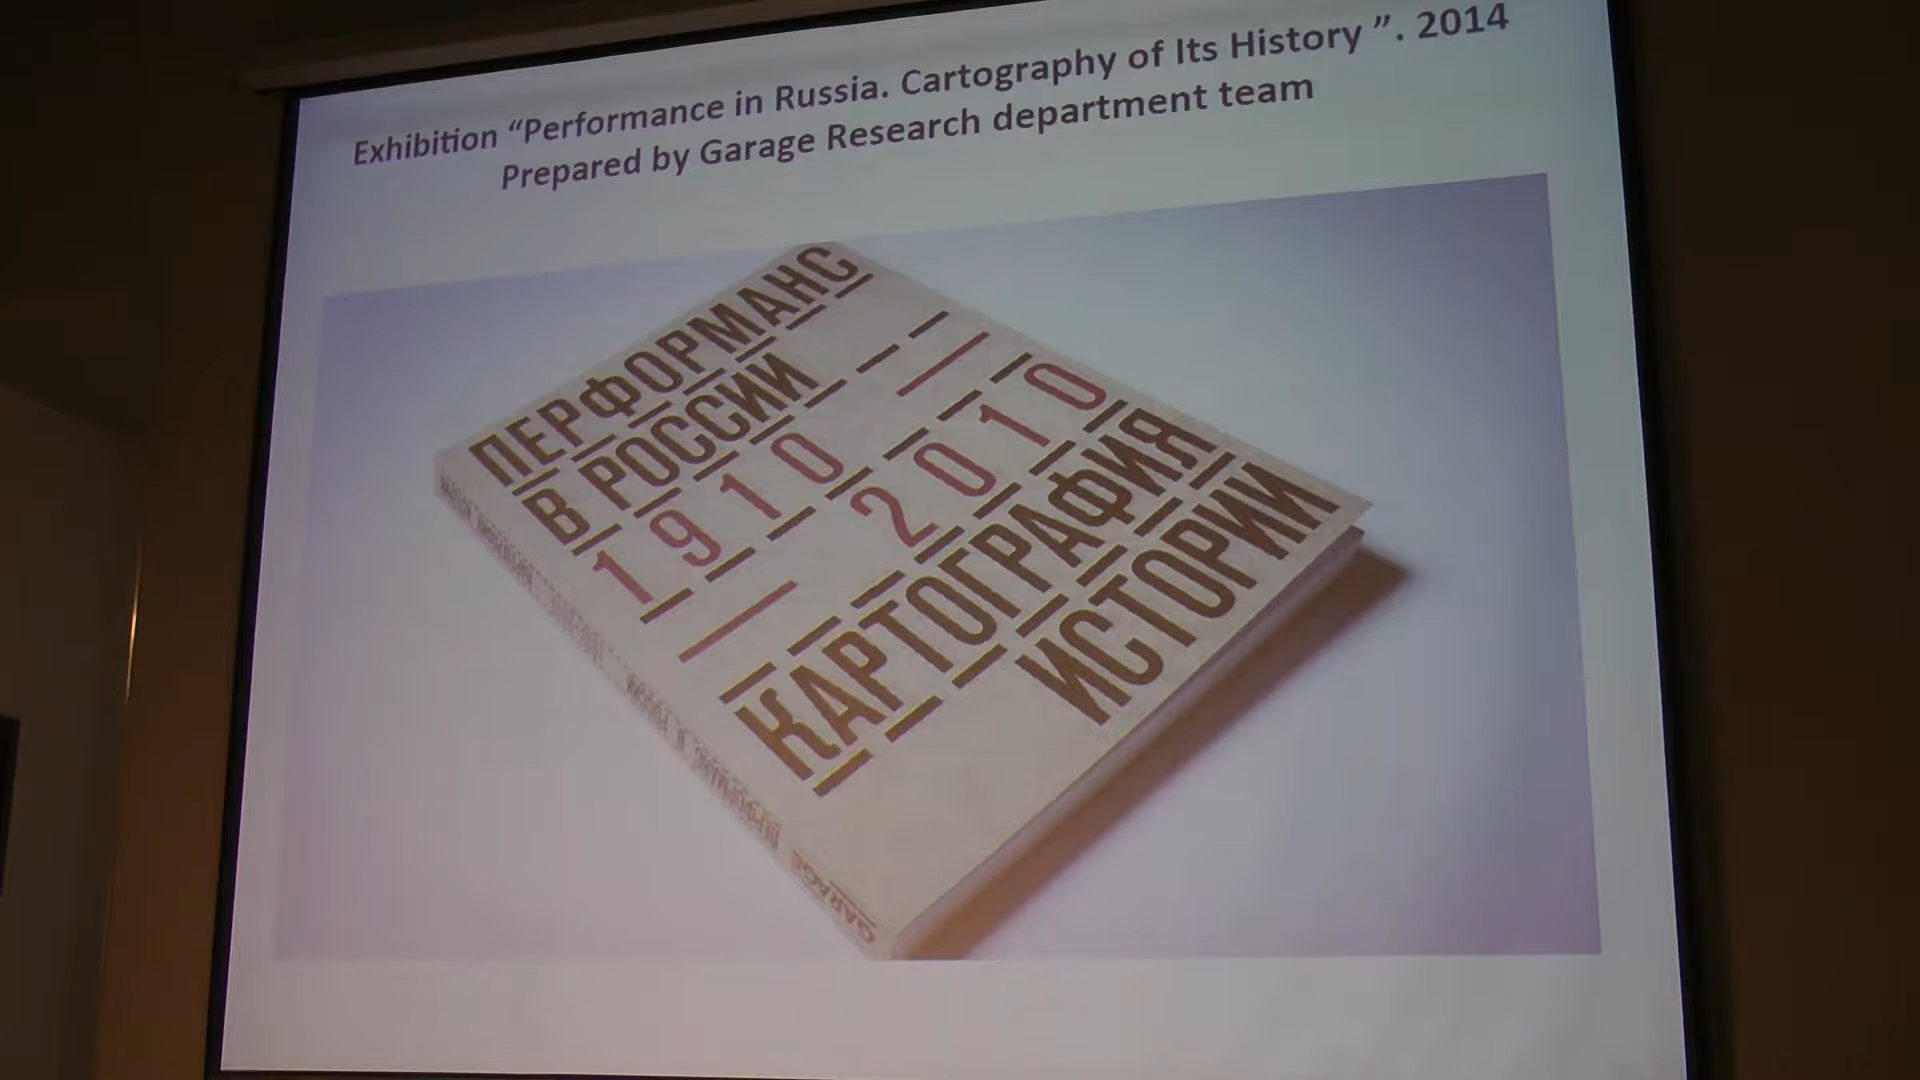 Exhibition “Performance in Russia. Cartography of Its History ”. 2014
Prepared by Garage Research department team
ПЕРФОРМАНС
В РОССИИ
1910
2010
КАРТОГРАФИЯ
ИСТОРИИ
GARAGE ПЕРФОРМАНС В РОССИИ